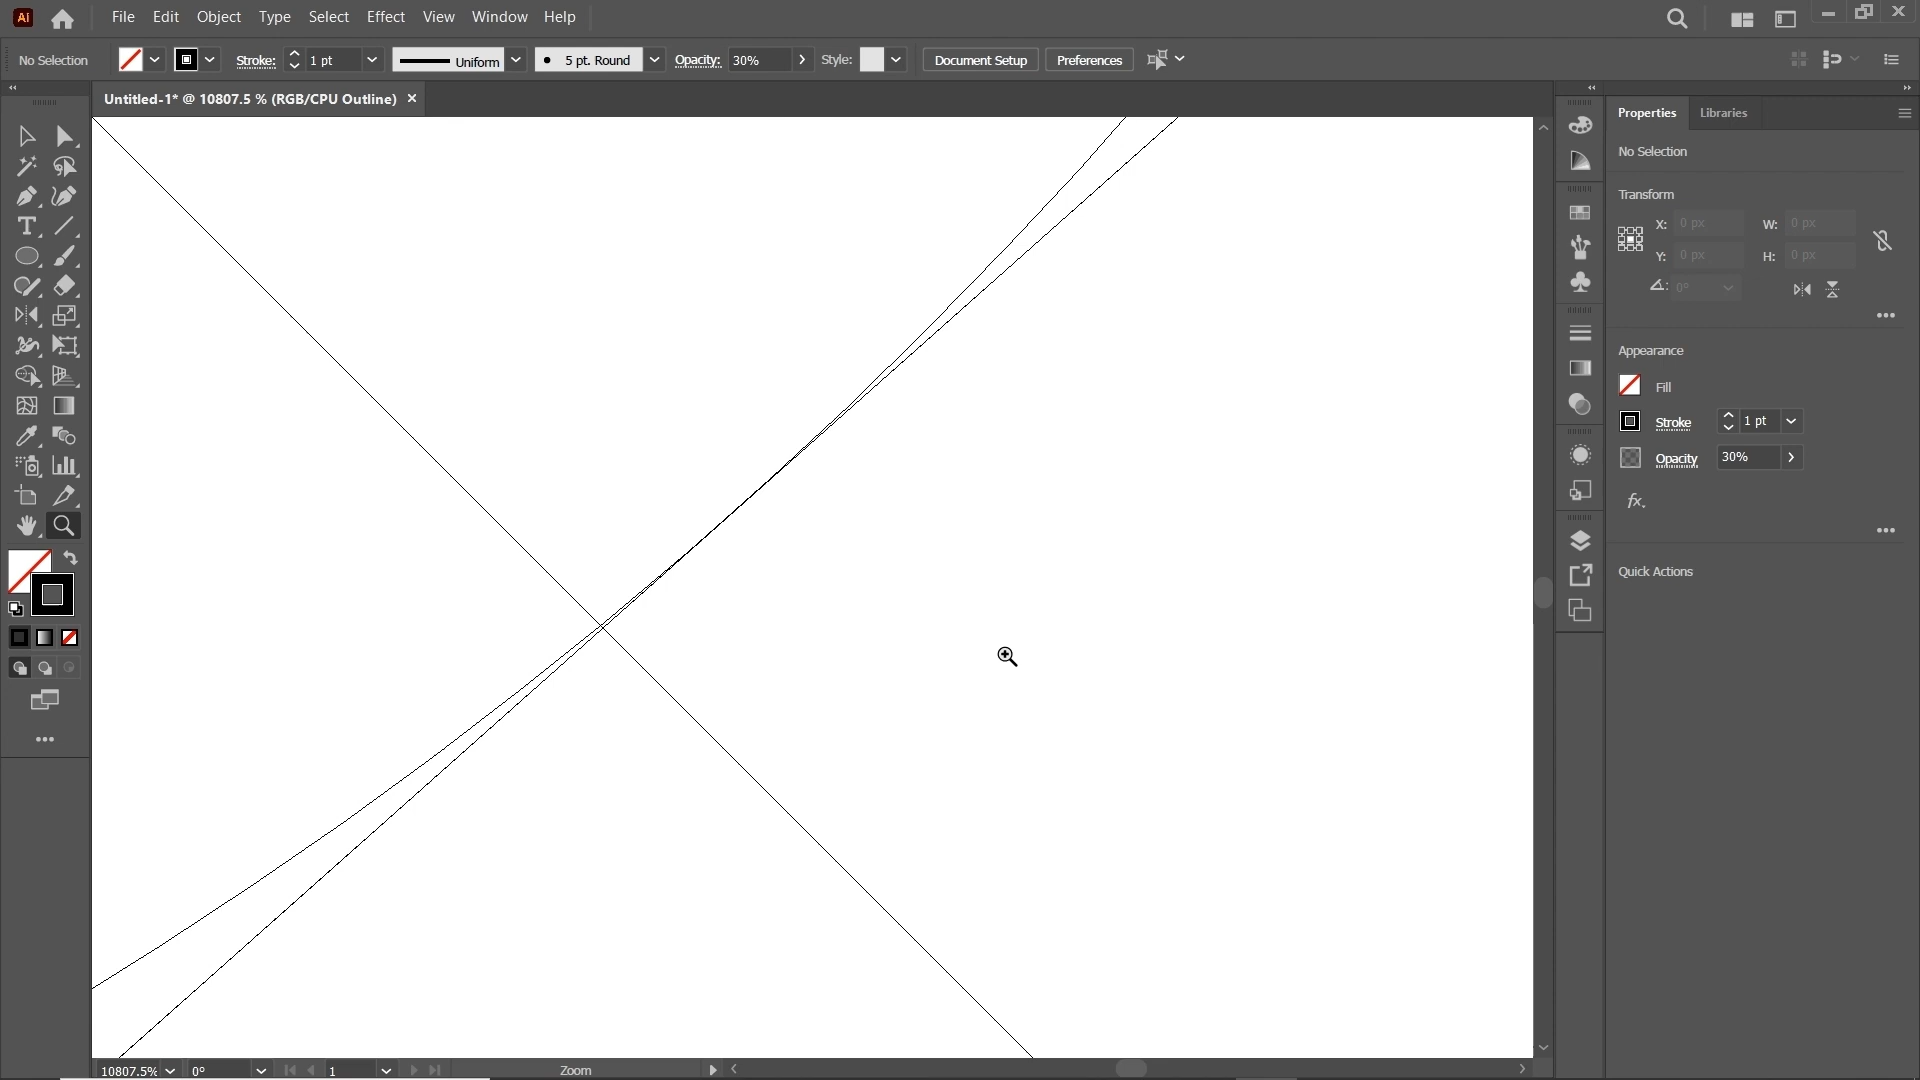 Ai File Edit Object Type Select Effect View Window Help
No Selection Stroke: 1 pt Uniform 5 pt. Round Opacity: 30% Style: Document Setup Preferences
Untitled-1* @ 10807.5 % (RGB/CPU Outline)
Properties Libraries
No Selection
Transform
X: 0 px W: 0 px
Y: 0 px H: 0 px
0°
Appearance
Fill
Stroke 1 pt
Opacity 30%
fx.
Quick Actions
10807.5% 0° 1 Zoom